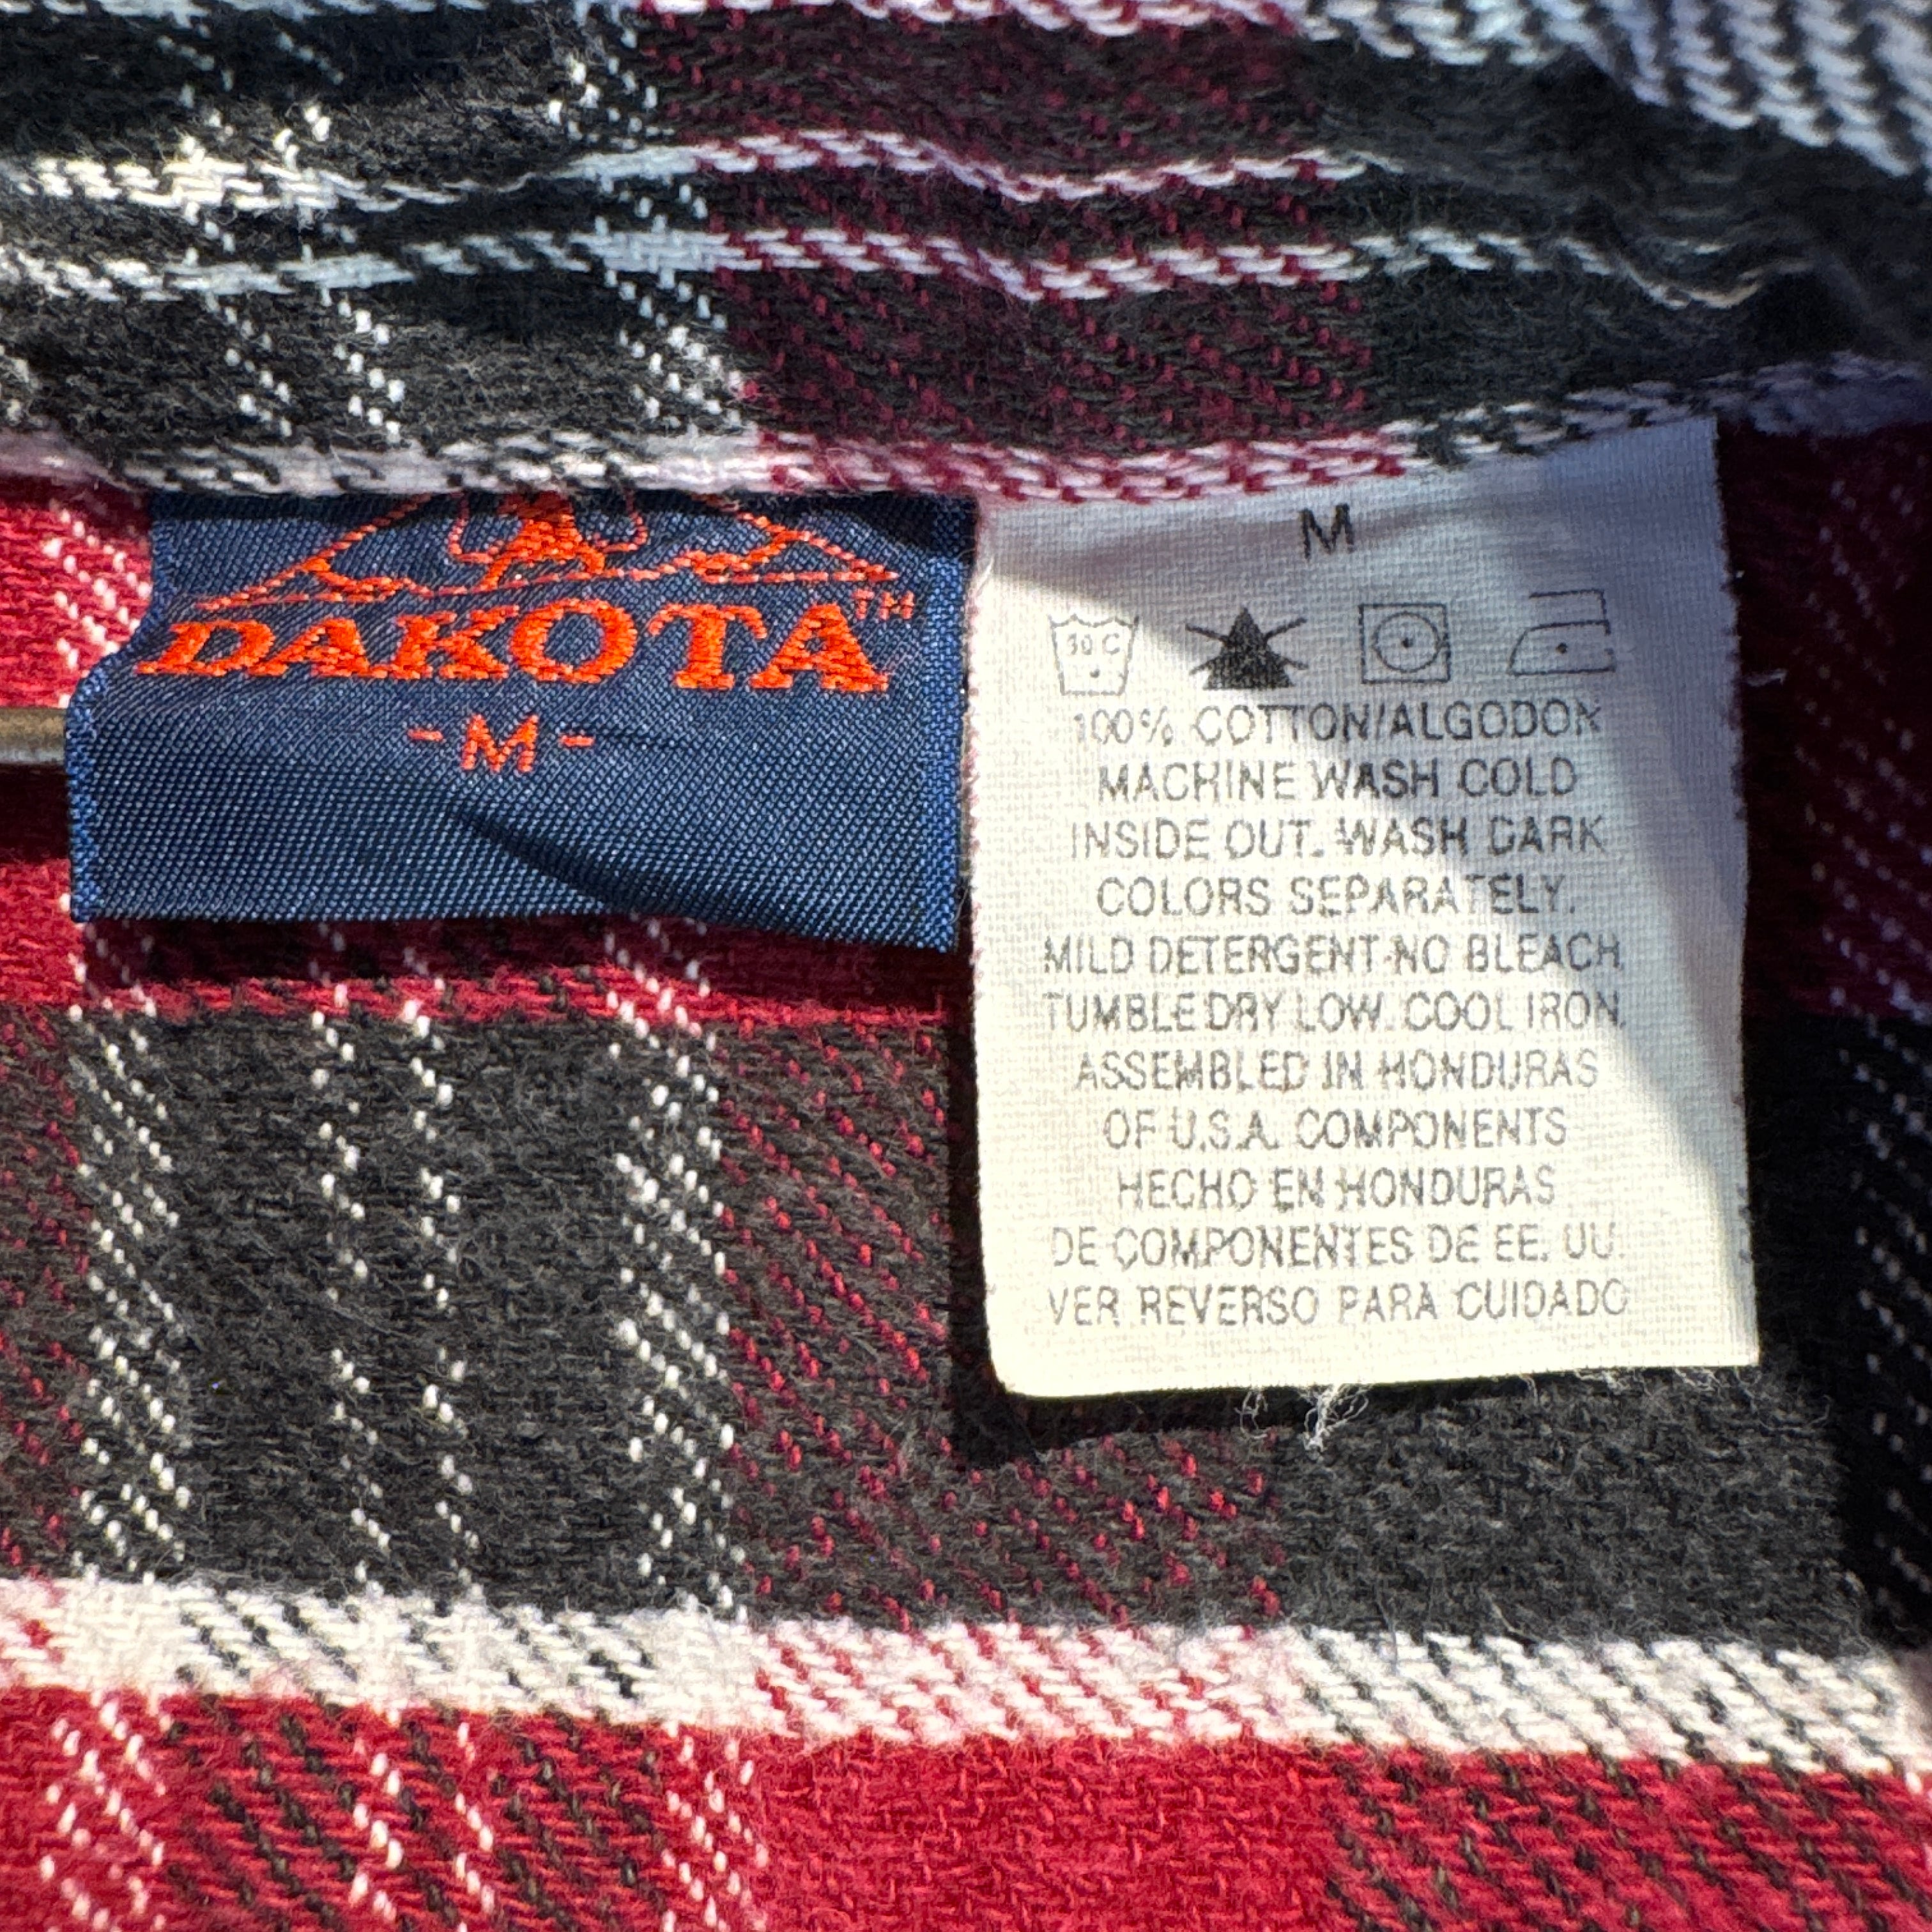 DAKOTA™
-M-
M
30 C
100% COTTON/ALGODON
MACHINE WASH COLD
INSIDE OUT. WASH DARK
COLORS SEPARATELY.
MILD DETERGENT-NO BLEACH.
TUMBLE DRY LOW. COOL IRON.
ASSEMBLED IN HONDURAS
OF U.S.A. COMPONENTS
HECHO EN HONDURAS
DE COMPONENTES DE EE. UU.
VER REVERSO PARA CUIDADO